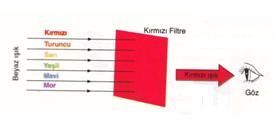 Beyaz ışık
Kırmızı
Turuncu
Sarı
Yeşil
Mavi
Mor
Kırmızı Filtre
Kırmızı ışık
Göz